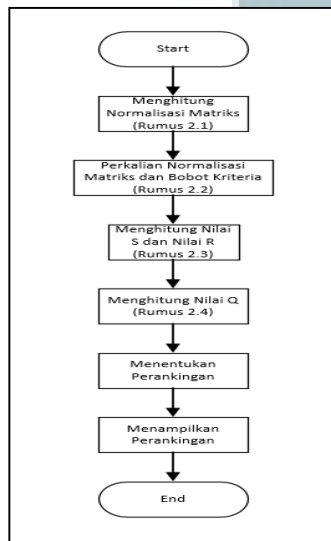 Start
Menghitung
Normalisasi Matriks
(Rumus 2.1)
Perkalian Normalisasi
Matriks dan Bobot Kriteria
(Rumus 2.2)
Menghitung Nilai
S dan Nilai R
(Rumus 2.3)
Menghitung Nilai Q
(Rumus 2.4)
Menentukan
Perankingan
Menampilkan
Perankingan
End